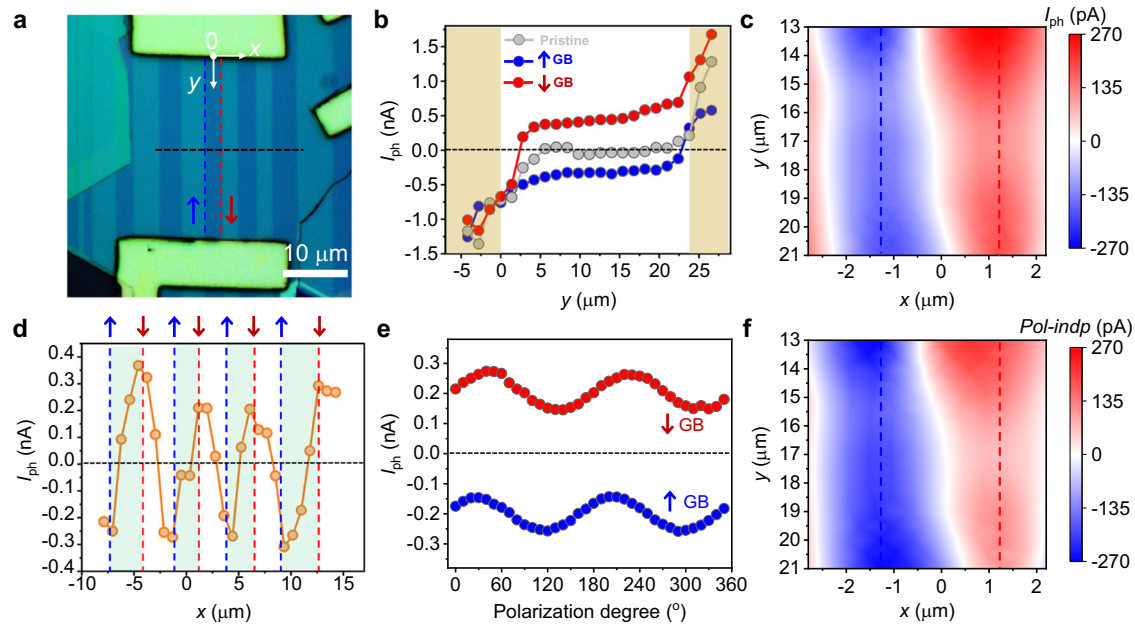 a
0
x
y
↑
↓
10 μm
b
Pristine
↑GB
↓GB
1.5
1.0
0.5
0.0
-0.5
-1.0
-1.5
I_ph (nA)
-5 0 5 10 15 20 25
y (μm)
c
I_ph (pA)
13
14
15
16
17
18
19
20
21
y (μm)
-2 -1 0 1 2
x (μm)
270
135
0
-135
-270
d
↑ ↓ ↑ ↓ ↑ ↓ ↑ ↓
0.4
0.3
0.2
0.1
0.0
-0.1
-0.2
-0.3
-0.4
I_ph (nA)
-10 -5 0 5 10 15
x (μm)
e
0.3
0.2
0.1
0.0
-0.1
-0.2
-0.3
I_ph (nA)
↓ GB
↑ GB
0 60 120 180 240 300 360
Polarization degree (°)
f
Pol-indp (pA)
13
14
15
16
17
18
19
20
21
y (μm)
-2 -1 0 1 2
x (μm)
270
135
0
-135
-270